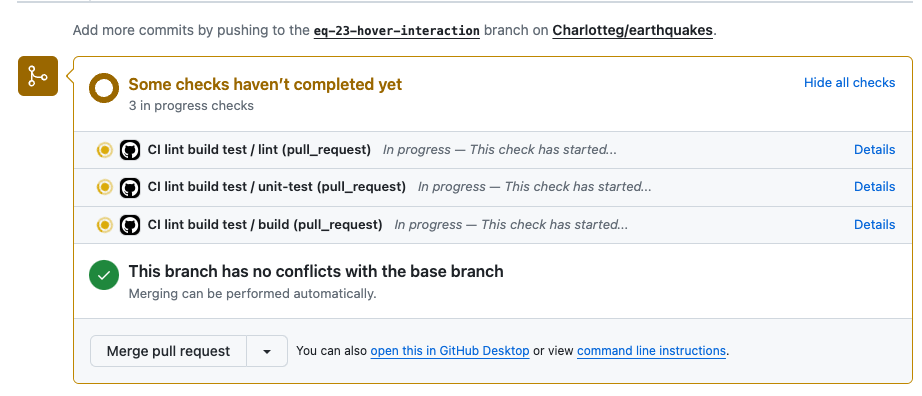 Add more commits by pushing to the eq-23-hover-interaction branch on Charlotteg/earthquakes.
Some checks haven’t completed yet
Hide all checks
3 in progress checks
CI lint build test / lint (pull_request) In progress — This check has started... Details
CI lint build test / unit-test (pull_request) In progress — This check has started... Details
CI lint build test / build (pull_request) In progress — This check has started... Details
This branch has no conflicts with the base branch
Merging can be performed automatically.
Merge pull request You can also open this in GitHub Desktop or view command line instructions.